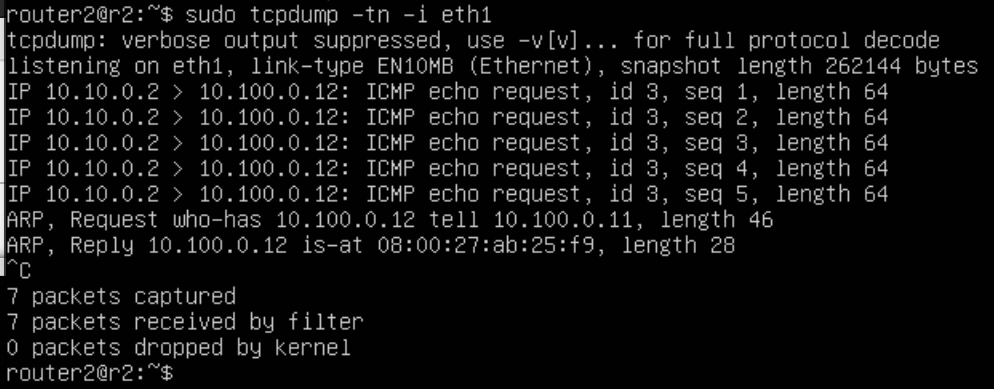 router2@r2:~$ sudo tcpdump -tn -i eth1
tcpdump: verbose output suppressed, use -v[v]... for full protocol decode
listening on eth1, link-type EN10MB (Ethernet), snapshot length 262144 bytes
IP 10.10.0.2 > 10.100.0.12: ICMP echo request, id 3, seq 1, length 64
IP 10.10.0.2 > 10.100.0.12: ICMP echo request, id 3, seq 2, length 64
IP 10.10.0.2 > 10.100.0.12: ICMP echo request, id 3, seq 3, length 64
IP 10.10.0.2 > 10.100.0.12: ICMP echo request, id 3, seq 4, length 64
IP 10.10.0.2 > 10.100.0.12: ICMP echo request, id 3, seq 5, length 64
ARP, Request who-has 10.100.0.12 tell 10.100.0.11, length 46
ARP, Reply 10.100.0.12 is-at 08:00:27:ab:25:f9, length 28
^C
7 packets captured
7 packets received by filter
0 packets dropped by kernel
router2@r2:~$